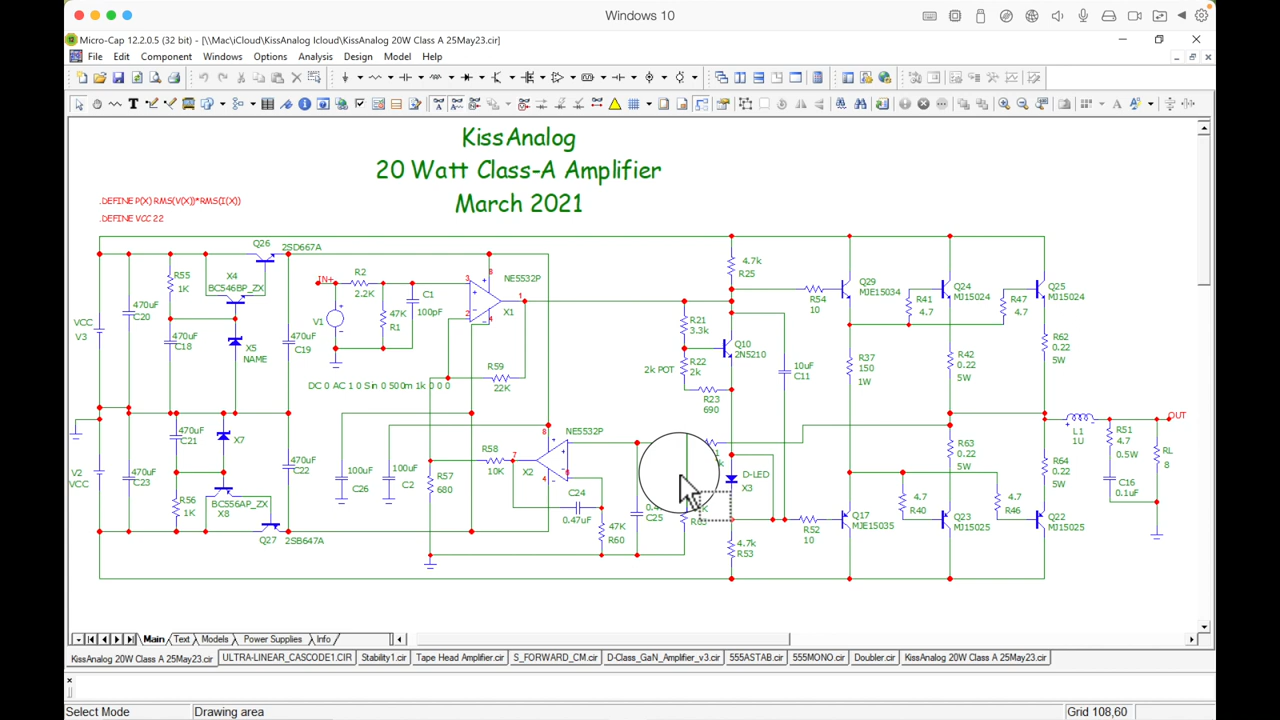 Windows 10
Micro-Cap 12.2.0.5 (32 bit) - [\\Mac\iCloud\KissAnalog Icloud\KissAnalog 20W Class A 25May23.cir]
File Edit Component Windows Options Analysis Design Model Help
KissAnalog
20 Watt Class-A Amplifier
March 2021
.DEFINE P(X) RMS(V(X))*RMS(I(X))
.DEFINE VCC 22
Q26
2SD667A
R55
1K
X4
BC546BP_ZX
470uF
C20
470uF
C18
X5
NAME
470uF
C19
VCC
V3
IN+
R2
2.2K
V1
47K
R1
C1
100pF
3
2
8
4
1
NE5532P
X1
R59
22K
DC 0 AC 1 0 Sin 0 500m 1k 0 0 0
4.7k
R25
R21
3.3k
2k POT
R22
2k
R23
690
Q10
2N5210
10uF
C11
R54
10
Q29
MJE15034
R41
4.7
Q24
MJ15024
R47
4.7
Q25
MJ15024
R37
150
1W
R42
0.22
5W
R62
0.22
5W
470uF
C21
X7
470uF
C22
470uF
C23
V2
VCC
R56
1K
BC556AP_ZX
X8
Q27
2SB647A
100uF
C26
100uF
C2
R57
680
R58
10K
7
8
4
NE5532P
X2
C24
0.47uF
47K
R60
C25
D-LED
X3
4.7k
R53
R52
10
Q17
MJE15035
4.7
R40
Q23
MJ15025
4.7
R46
Q22
MJ15025
R63
0.22
5W
R64
0.22
5W
L1
1U
OUT
R51
4.7
0.5W
RL
8
C16
0.1uF
Main Text Models Power Supplies Info
KissAnalog 20W Class A 25May23.cir ULTRA-LINEAR_CASCODE1.CIR Stability1.cir Tape Head Amplifier.cir S_FORWARD_CM.cir D-Class_GaN_Amplifier_v3.cir 555ASTAB.cir 555MONO.cir Doubler.cir KissAnalog 20W Class A 25May23.cir
Select Mode Drawing area Grid 108,60